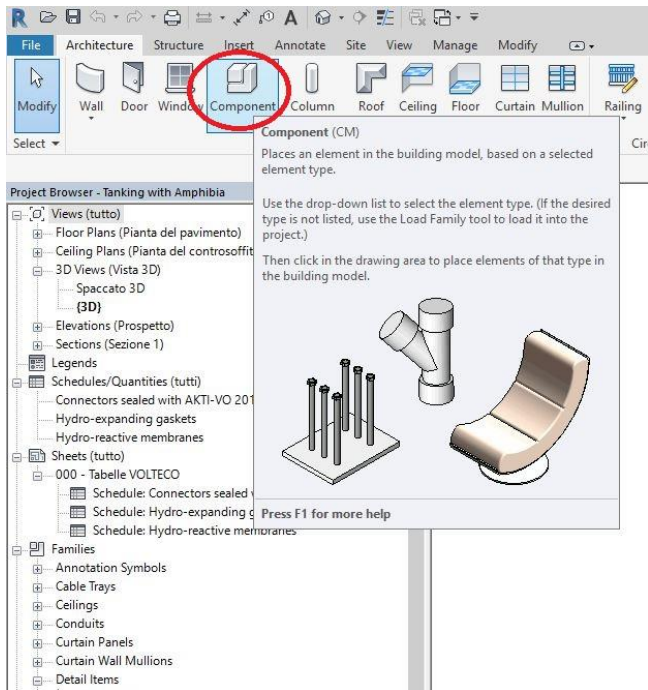 File Architecture Structure Insert Annotate Site View Manage Modify
Modify Wall Door Window Component Column Roof Ceiling Floor Curtain Mullion Railing
Select
Component (CM)
Places an element in the building model, based on a selected
element type.
Use the drop-down list to select the element type. (If the desired
type is not listed, use the Load Family tool to load it into the
project.)
Then click in the drawing area to place elements of that type in
the building model.
Press F1 for more help
Project Browser - Tanking with Amphibia
Views (tutto)
Floor Plans (Pianta del pavimento)
Ceiling Plans (Pianta del controsoffit
3D Views (Vista 3D)
Spaccato 3D
{3D}
Elevations (Prospetto)
Sections (Sezione 1)
Legends
Schedules/Quantities (tutti)
Connectors sealed with AKTI-VO 201
Hydro-expanding gaskets
Hydro-reactive membranes
Sheets (tutto)
000 - Tabelle VOLTECO
Schedule: Connectors sealed
Schedule: Hydro-expanding g
Schedule: Hydro-reactive membranes
Families
Annotation Symbols
Cable Trays
Ceilings
Conduits
Curtain Panels
Curtain Wall Mullions
Detail Items